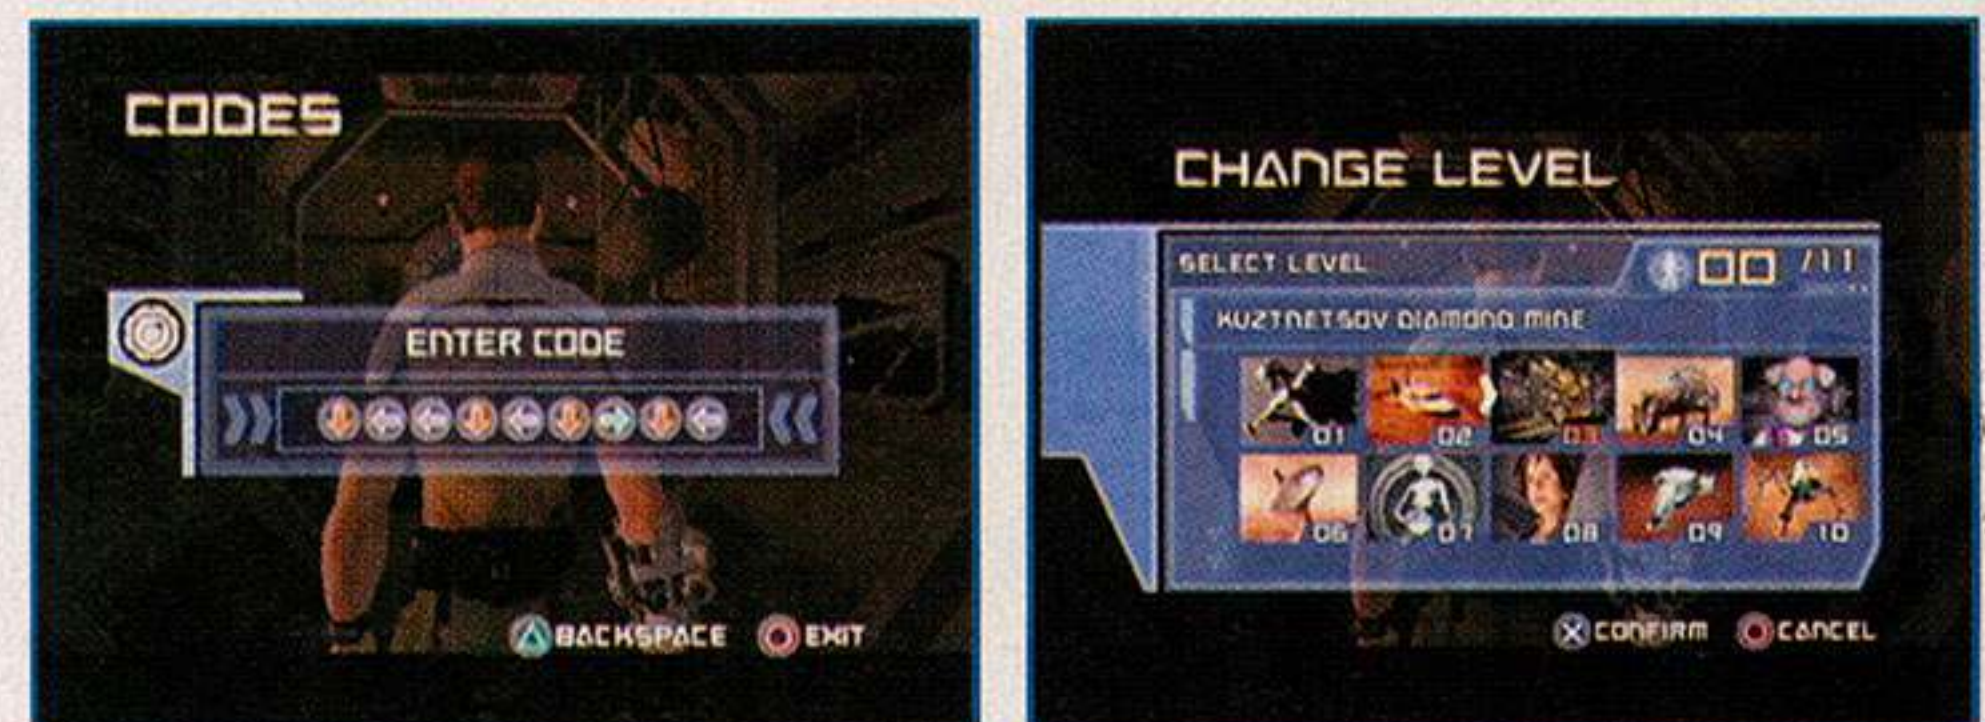 CODES
ENTER CODE
BACKSPACE EXIT
CHANGE LEVEL
SELECT LEVEL 00 /11
KUZTNETSOV DIAMOND MINE
01 02 03 04 05
06 07 08 09 10
CONFIRM CANCEL